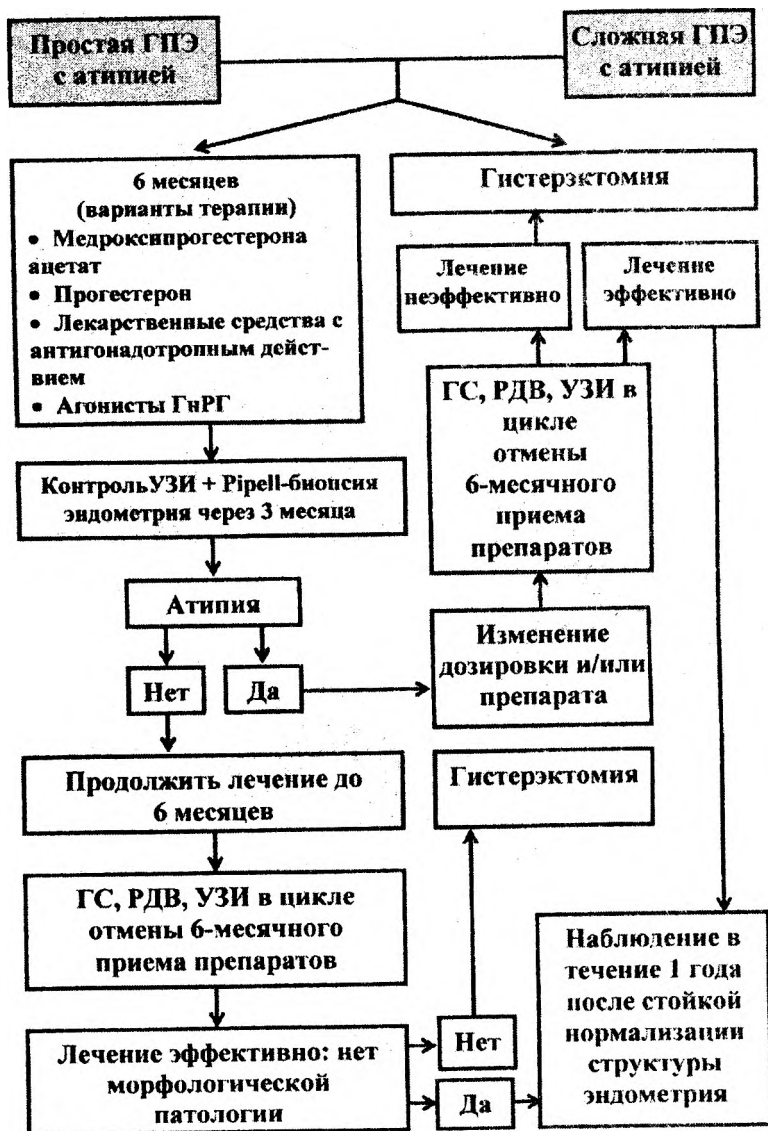 Простая ГПЭ
с атипией
Сложная ГПЭ
с атипией
6 месяцев
(варианты терапии)
• Медроксипрогестерона
ацетат
• Прогестерон
• Лекарственные средства с
антигонадотропным дейст-
вием
• Агонисты ГнРГ
Гистерэктомия
Лечение
неэффективно
Лечение
эффективно
ГС, РДВ, УЗИ в
цикле
отмены
6-месячного
приема
препаратов
КонтрольУЗИ + Pipell-биопсия
эндометрия через 3 месяца
Атипия
Нет
Да
Изменение
дозировки и/или
препарата
Продолжить лечение до
6 месяцев
Гистерэктомия
ГС, РДВ, УЗИ в цикле
отмены 6-месячного
приема препаратов
Лечение эффективно: нет
морфологической
патологии
Нет
Да
Наблюдение в
течение 1 года
после стойкой
нормализации
структуры
эндометрия